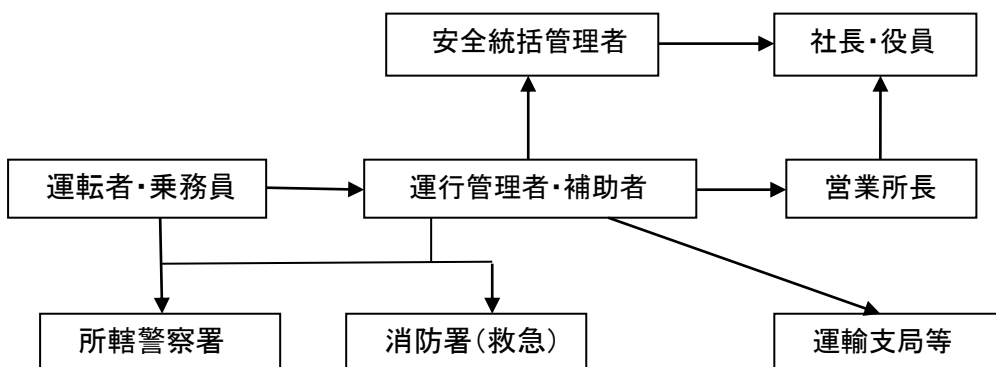 安全統括管理者
社長・役員
運転者・乗務員
運行管理者・補助者
営業所長
所轄警察署
消防署(救急)
運輸支局等